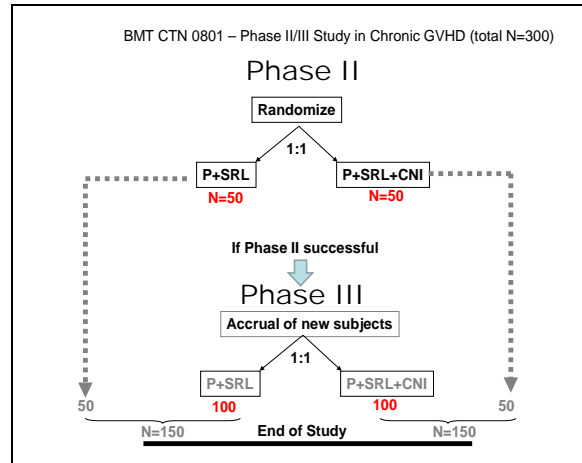 BMT CTN 0801 – Phase II/III Study in Chronic GVHD (total N=300)
Phase II
Randomize
1:1
P+SRL P+SRL+CNI
N=50 N=50
If Phase II successful
Phase III
Accrual of new subjects
1:1
P+SRL P+SRL+CNI
50 100 100 50
N=150 End of Study N=150